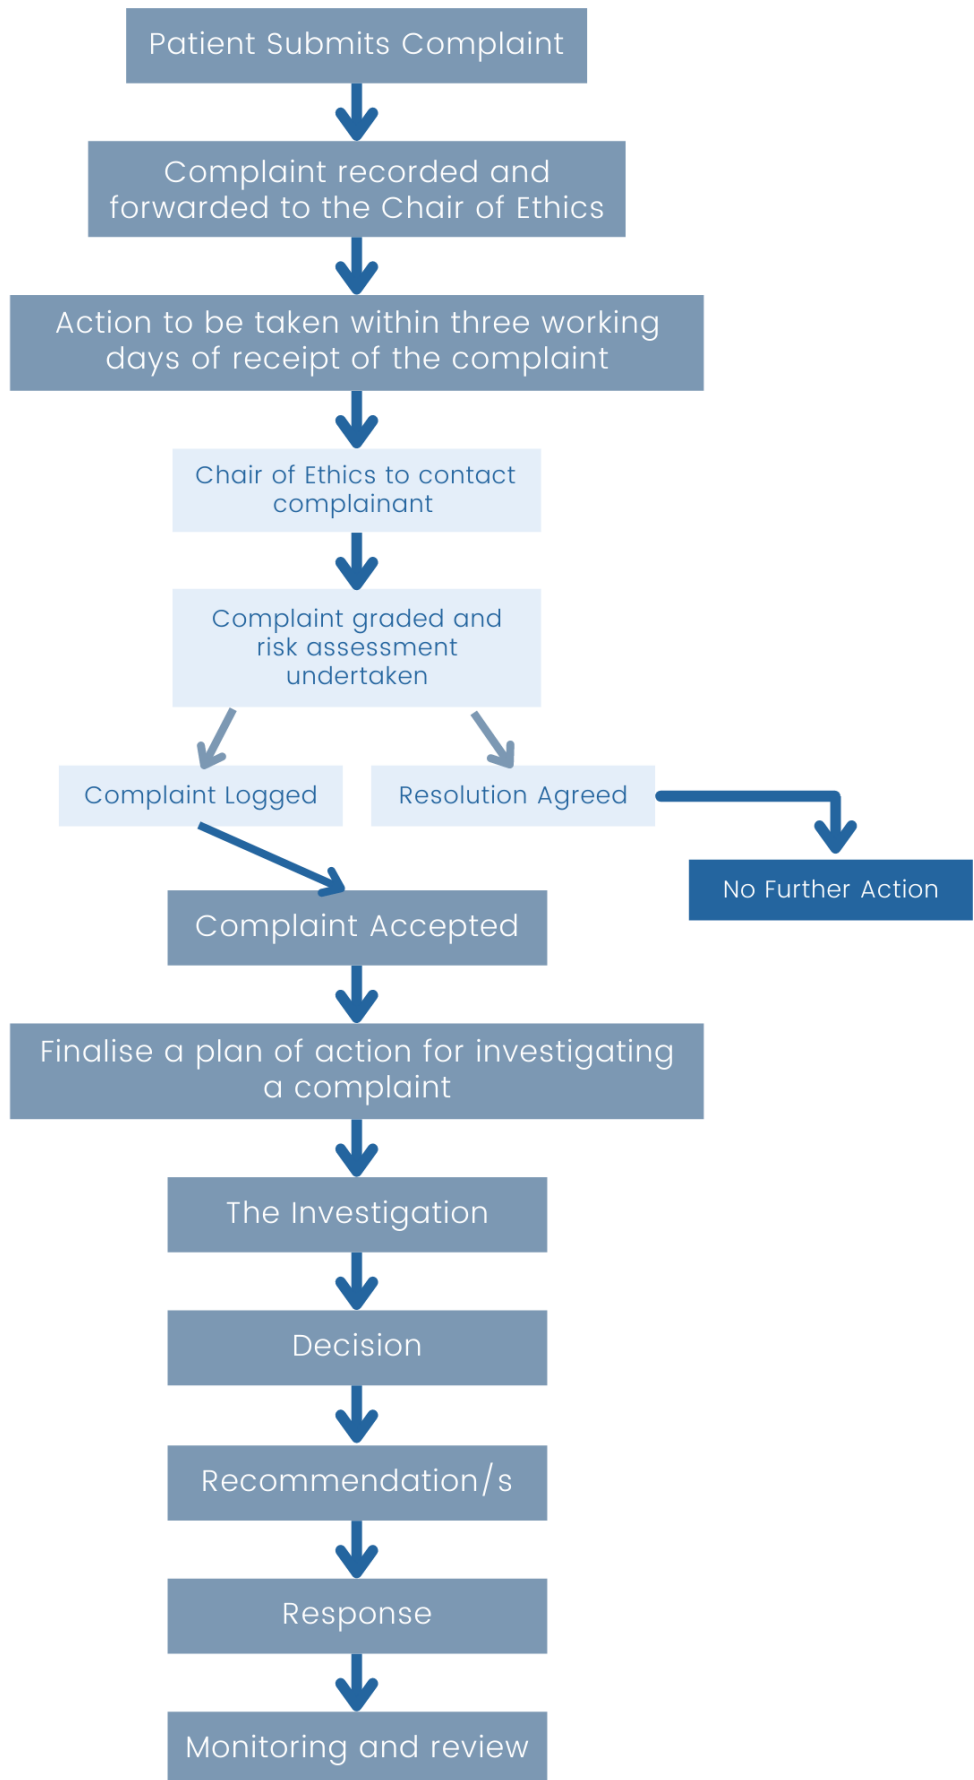 Patient Submits Complaint
Complaint recorded and
forwarded to the Chair of Ethics
Action to be taken within three working
days of receipt of the complaint
Chair of Ethics to contact
complainant
Complaint graded and
risk assessment
undertaken
Complaint Logged
Resolution Agreed
No Further Action
Complaint Accepted
Finalise a plan of action for investigating
a complaint
The Investigation
Decision
Recommendation/s
Response
Monitoring and review